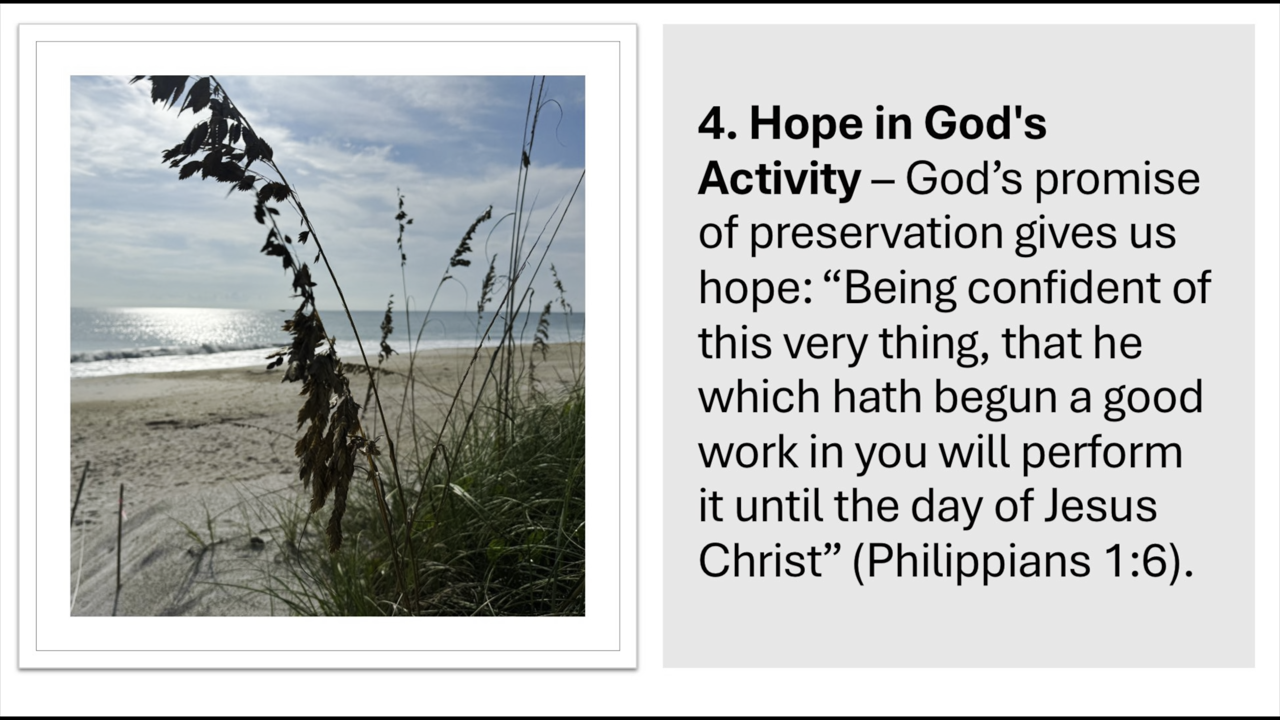 4. Hope in God's
Activity – God’s promise
of preservation gives us
hope: “Being confident of
this very thing, that he
which hath begun a good
work in you will perform
it until the day of Jesus
Christ” (Philippians 1:6).